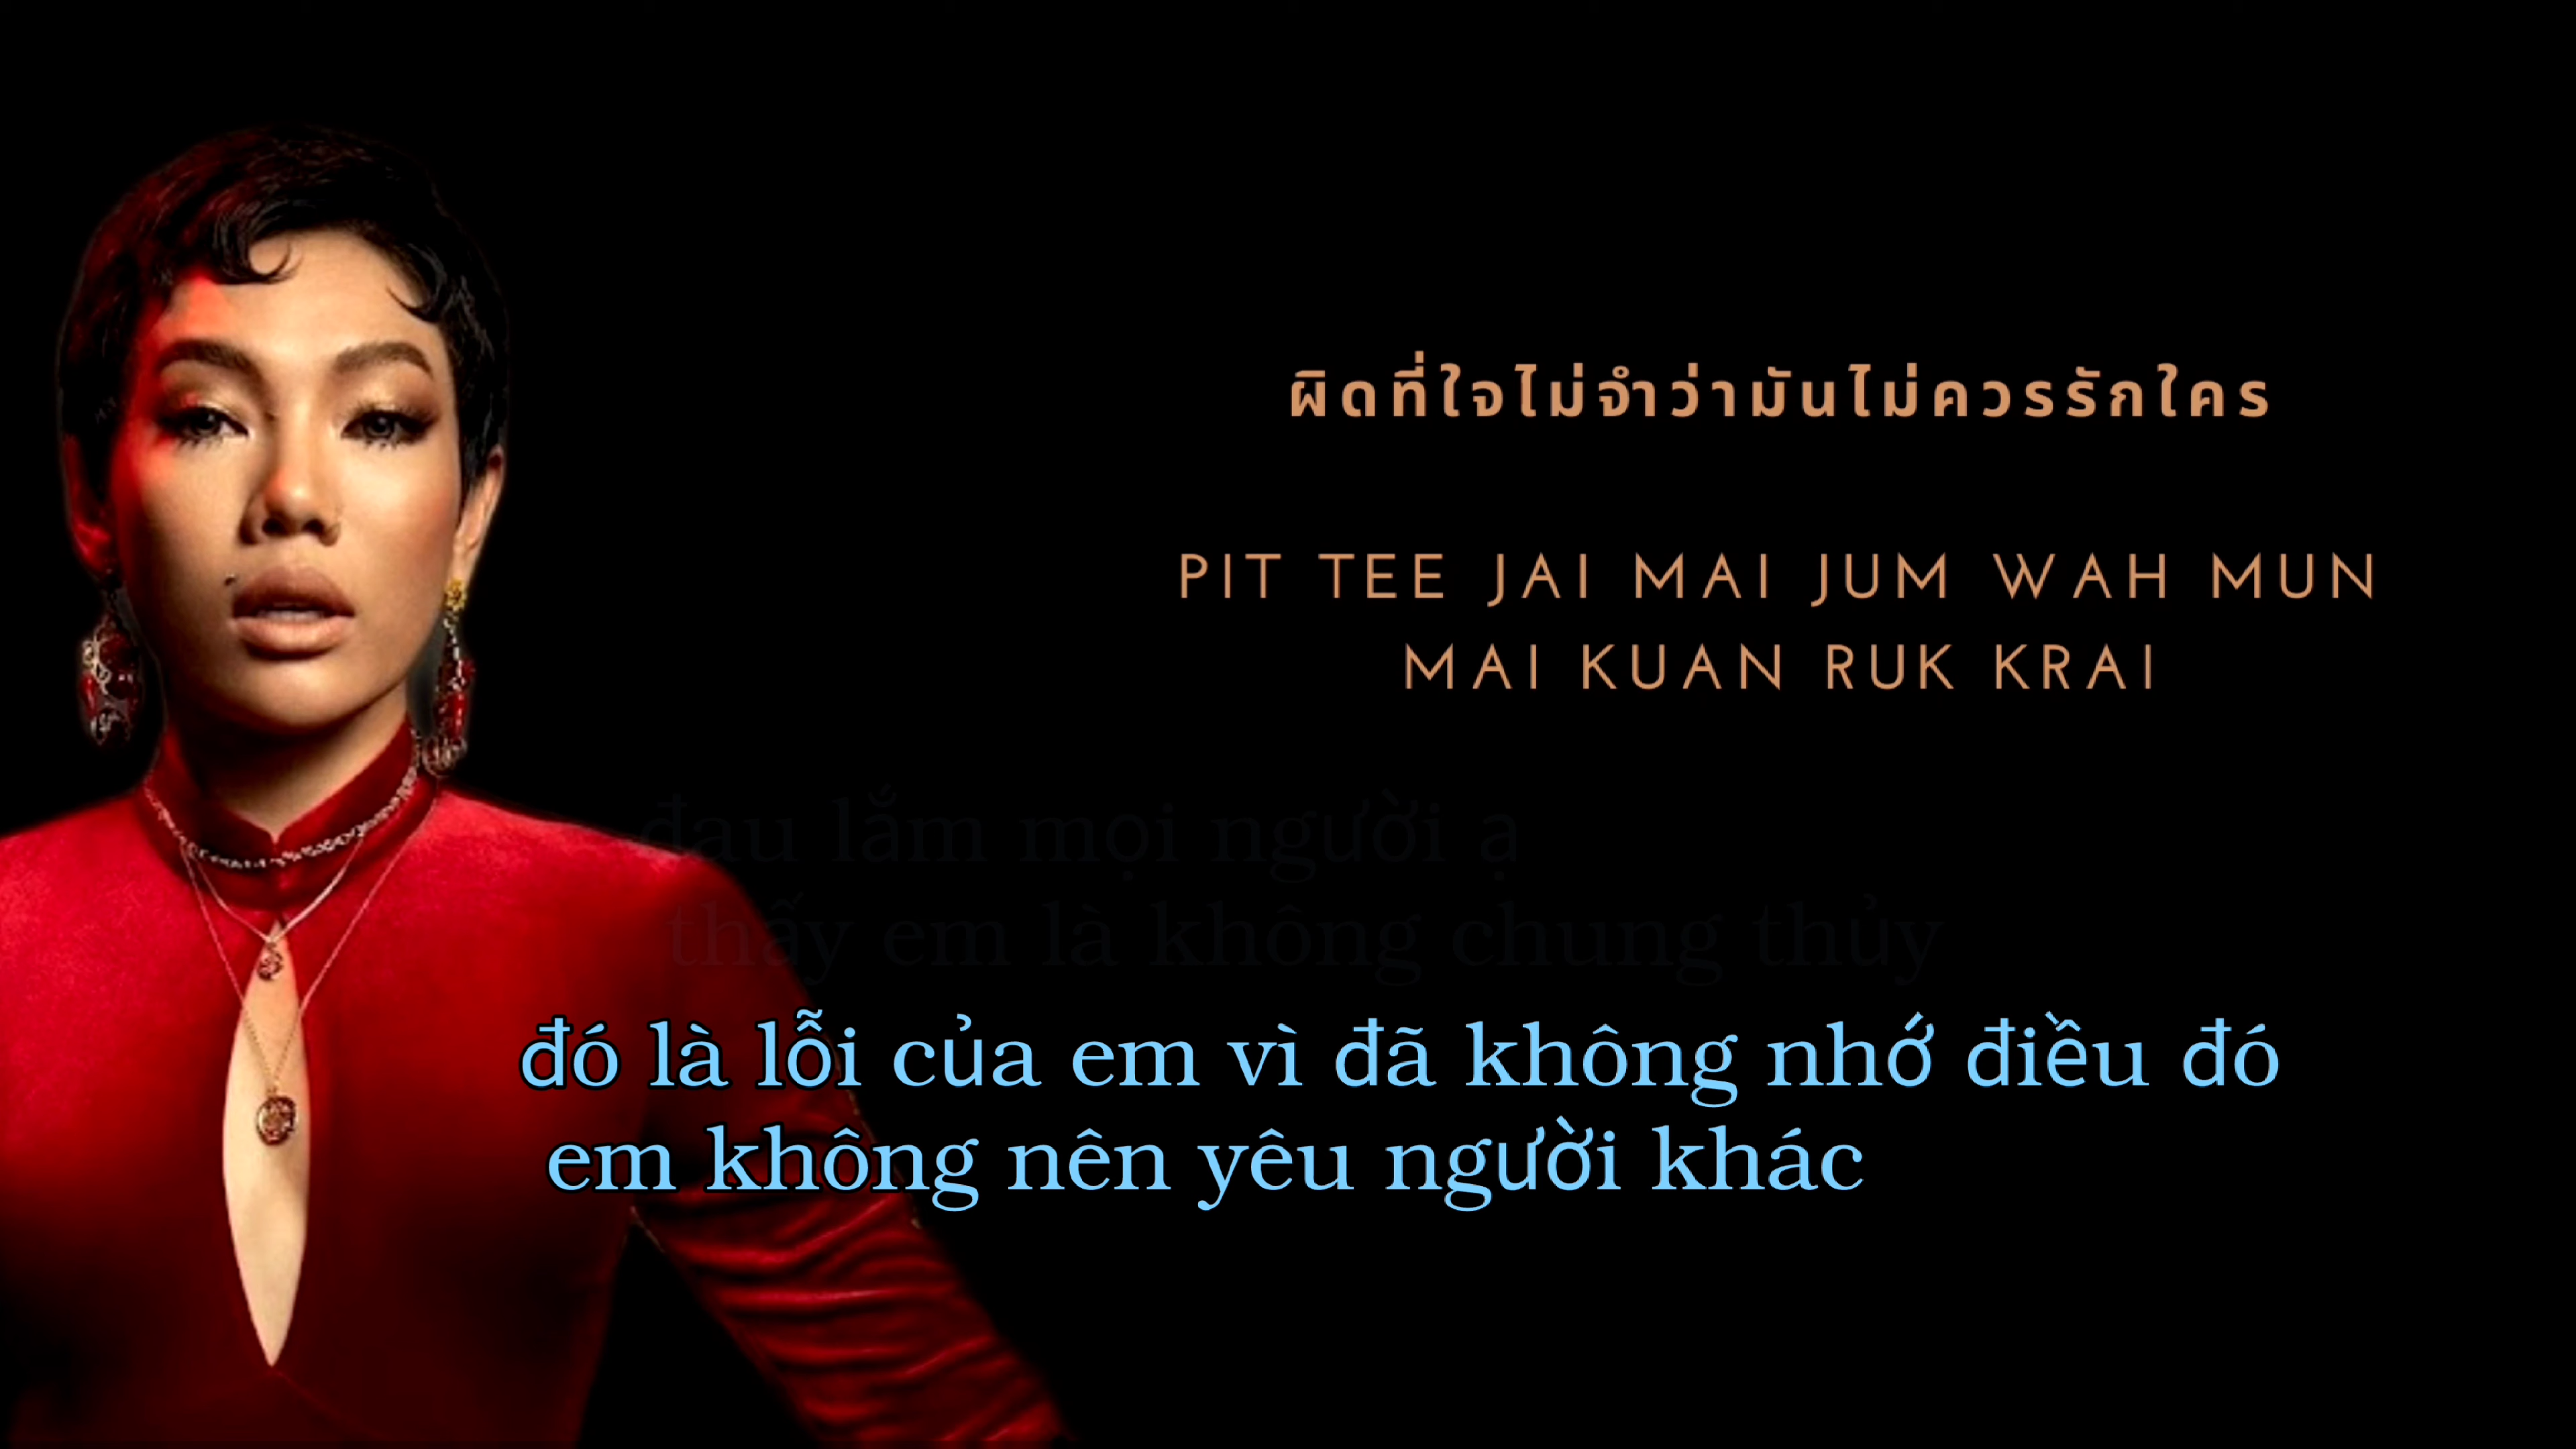 ผิดที่ใจไม่จำว่ามันไม่ควรรักใคร
PIT TEE JAI MAI JUM WAH MUN
MAI KUAN RUK KRAI
đau lắm mọi người ạ
thấy em là không chung thủy
đó là lỗi của em vì đã không nhớ điều đó
em không nên yêu người khác